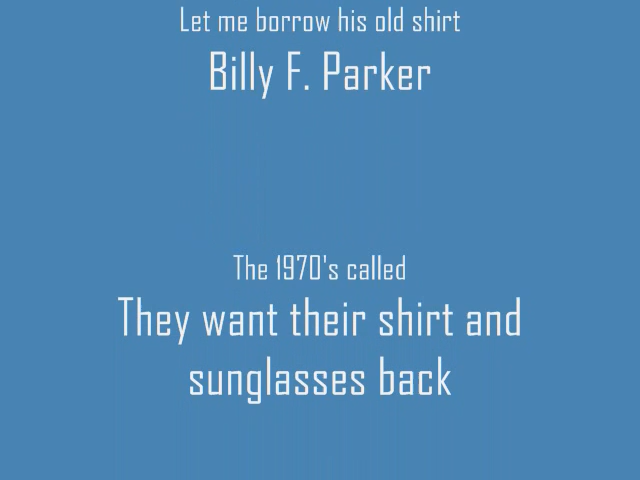 Let me borrow his old shirt
Billy F. Parker
The 1970's called
They want their shirt and
sunglasses back